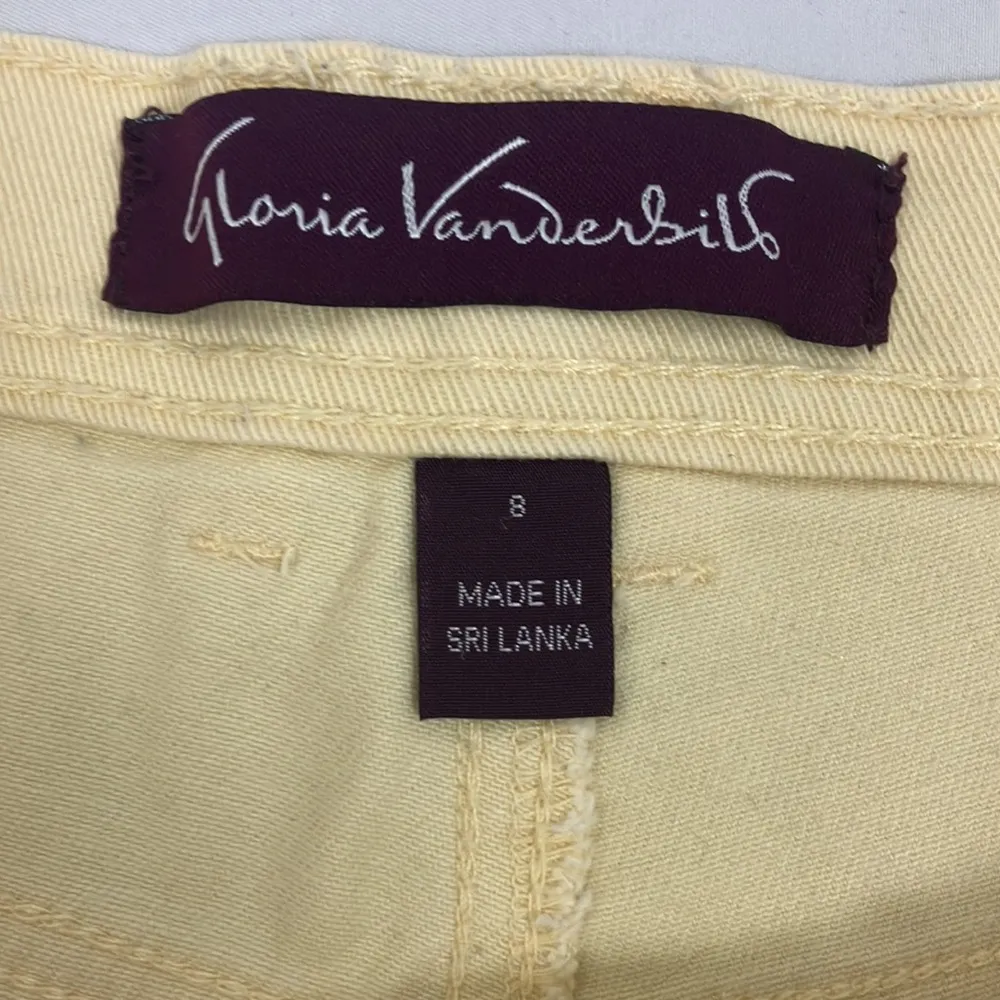 Gloria Vanderbilt
8
MADE IN
SRI LANKA